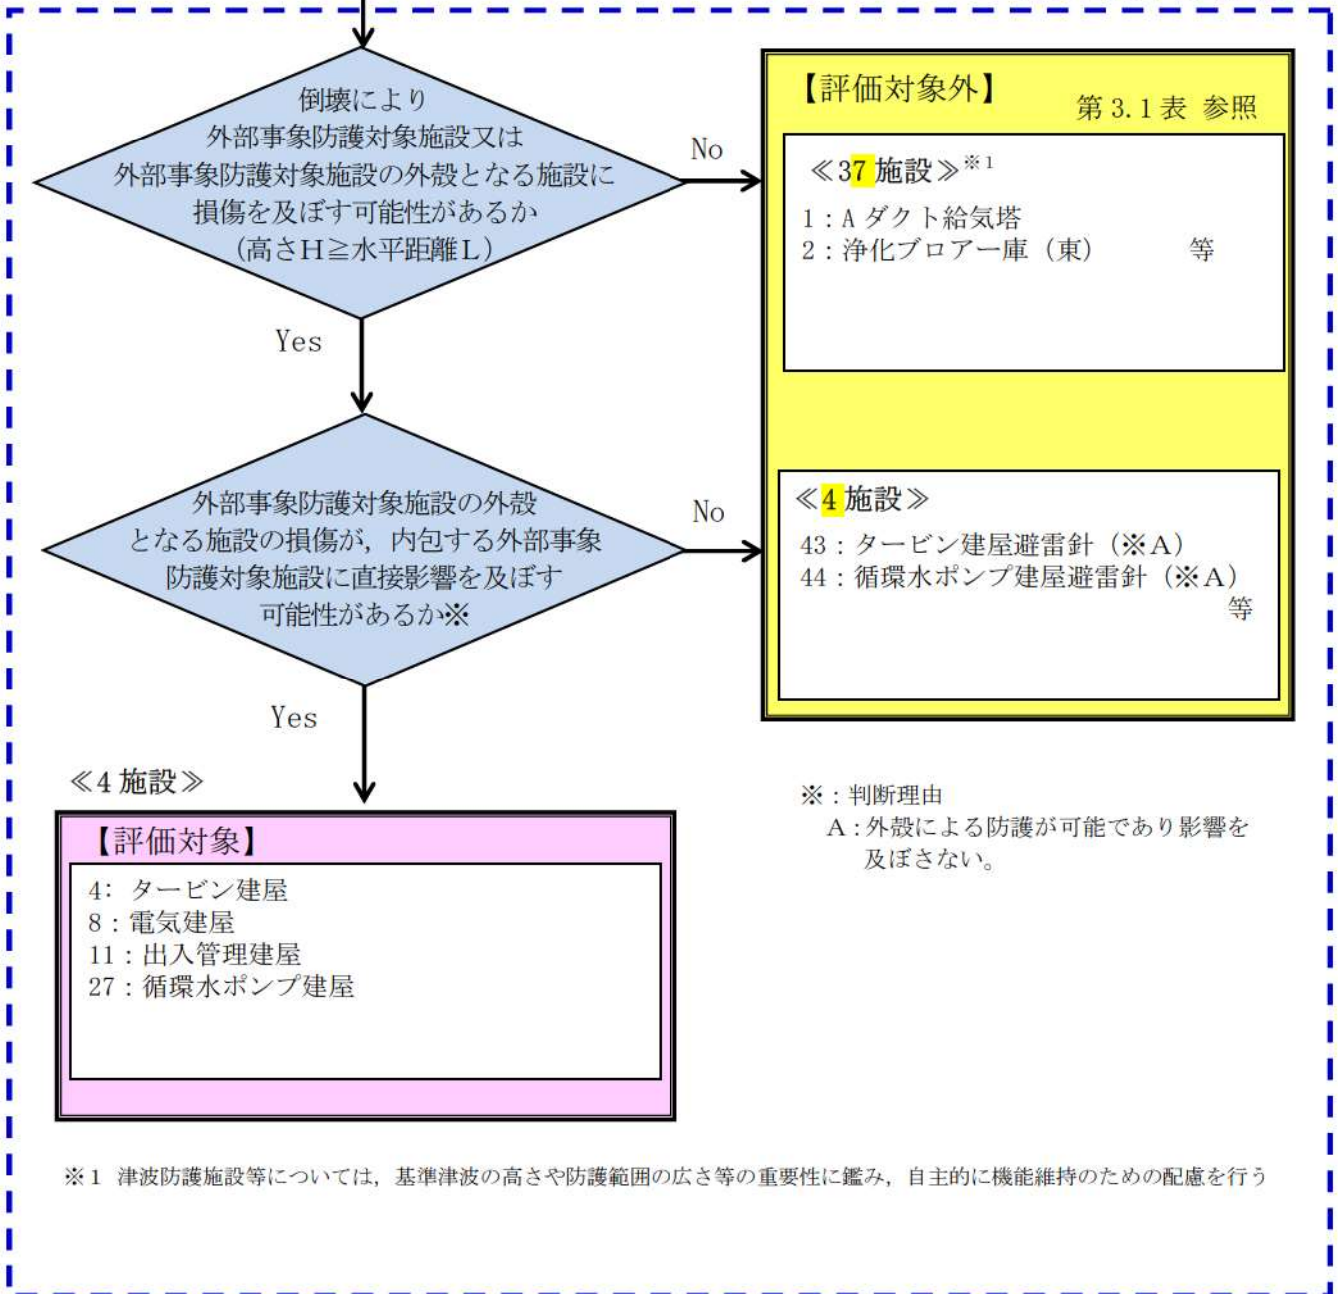 倒壊により
外部事象防護対象施設又は
外部事象防護対象施設の外殻となる施設に
損傷を及ぼす可能性があるか
（高さH≧水平距離L）
No
Yes
【評価対象外】
第 3.1 表 参照
≪37 施設≫※1
1：A ダクト給気塔
2：浄化ブロアー庫（東） 等
外部事象防護対象施設の外殻
となる施設の損傷が，内包する外部事象
防護対象施設に直接影響を及ぼす
可能性があるか※
No
Yes
≪4 施設≫
43：タービン建屋避雷針（※A）
44：循環水ポンプ建屋避雷針（※A）
等
≪4 施設≫
【評価対象】
4： タービン建屋
8：電気建屋
11：出入管理建屋
27：循環水ポンプ建屋
※：判断理由
A：外殻による防護が可能であり影響を
及ぼさない。
※1 津波防護施設等については，基準津波の高さや防護範囲の広さ等の重要性に鑑み，自主的に機能維持のための配慮を行う